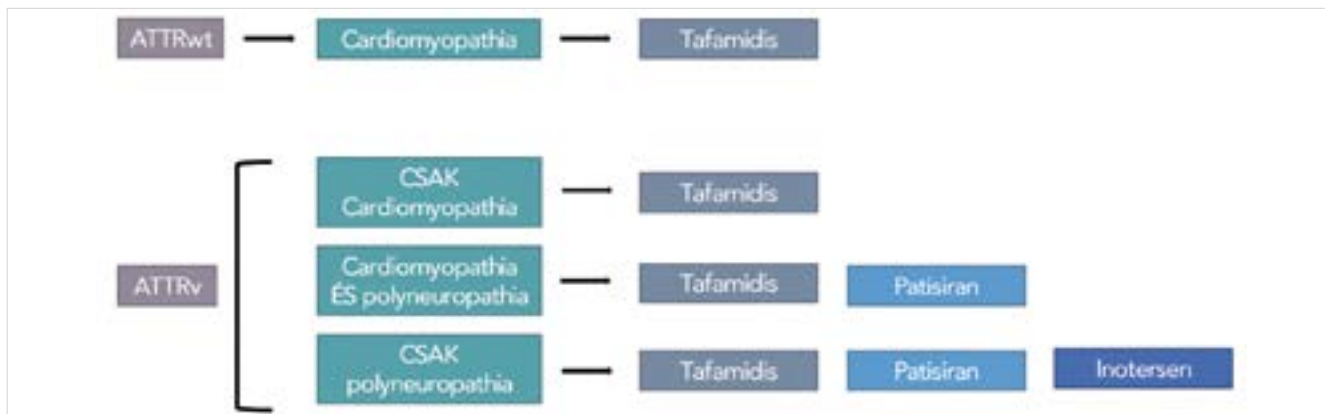 ATTRwt Cardiomyopathia Tafamidis
CSAK
Cardiomyopathia
Tafamidis
ATTRv
Cardiomyopathia
ÉS polyneuropathia
Tafamidis Patisiran
CSAK
polyneuropathia
Tafamidis Patisiran Inotersen